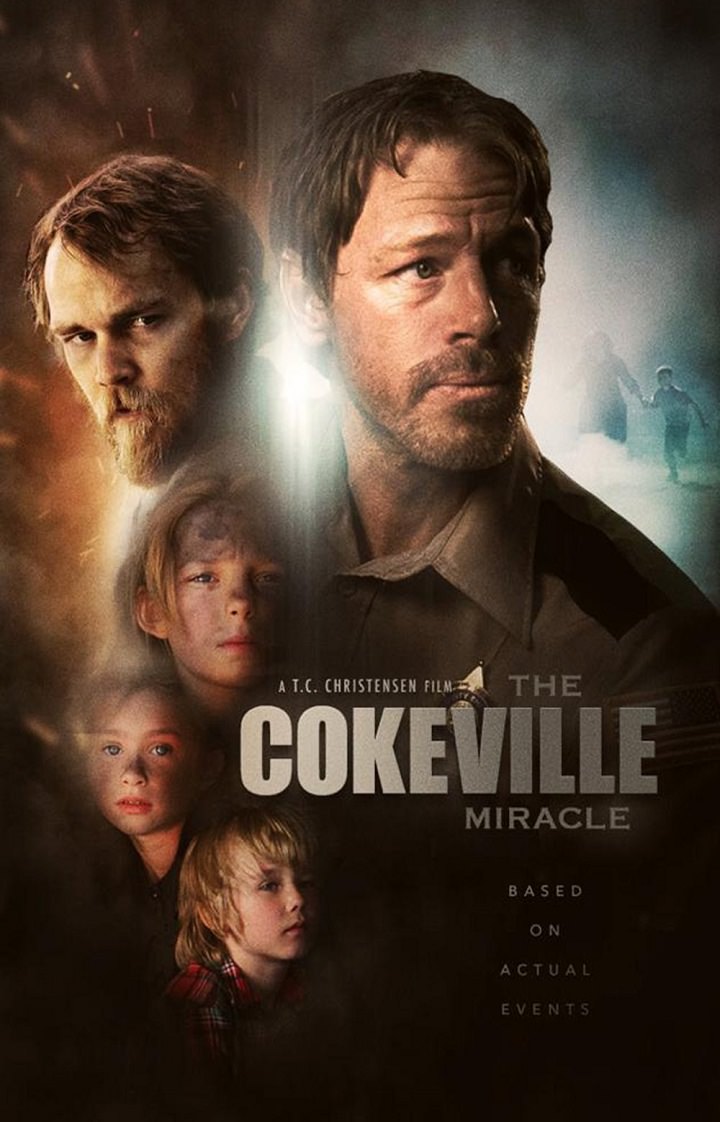 A T.C. CHRISTENSEN FILM
THE
COKEVILLE
MIRACLE
BASED
ON
ACTUAL
EVENTS